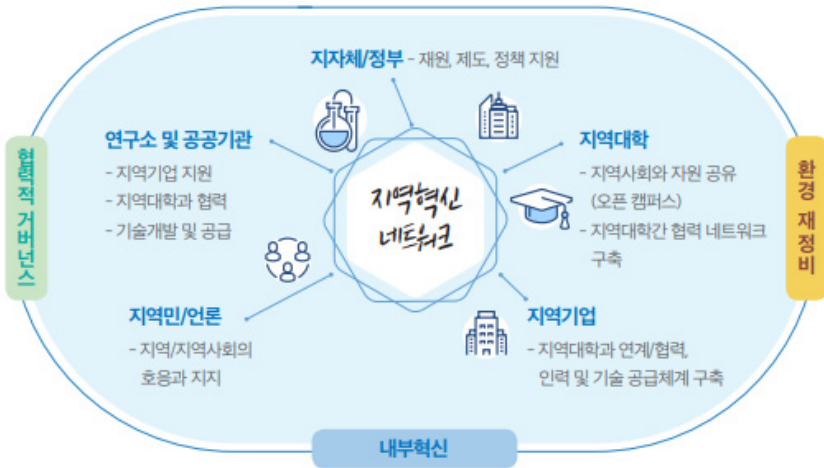 지자체/정부 - 재원, 제도, 정책 지원
연구소 및 공공기관
- 지역기업 지원
- 지역대학과 협력
- 기술개발 및 공급
지역대학
- 지역사회와 자원 공유
(오픈 캠퍼스)
- 지역대학간 협력 네트워크
구축
지역혁신
네트워크
협력적 거버넌스
환경 재정비
지역민/언론
- 지역/지역사회의
호응과 지지
지역기업
- 지역대학과 연계/협력,
인력 및 기술 공급체계 구축
내부혁신